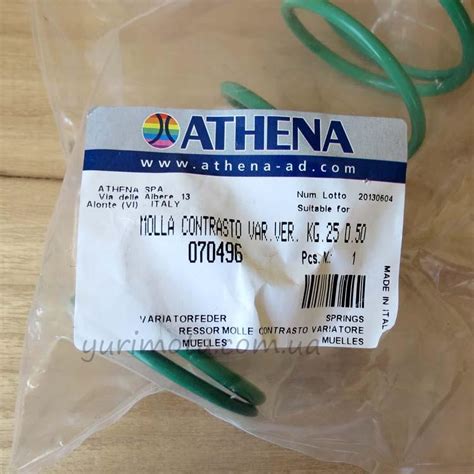 ATHENA
www.athena-ad.com
ATHENA SPA
Via delle Albere 13
Alonte (VI) ITALY
Num Lotto 20130604
Suitable for
MOLLA CONTRASTO VAR.VER. KG.25 D.50
070496
Pcs.N.: 1
MADE IN ITAL
VARIATORFEDER SPRINGS
RESSOR MOLLE CONTRASTO VARIATORE
MUELLES MUELLES
yurimoto.com.ua